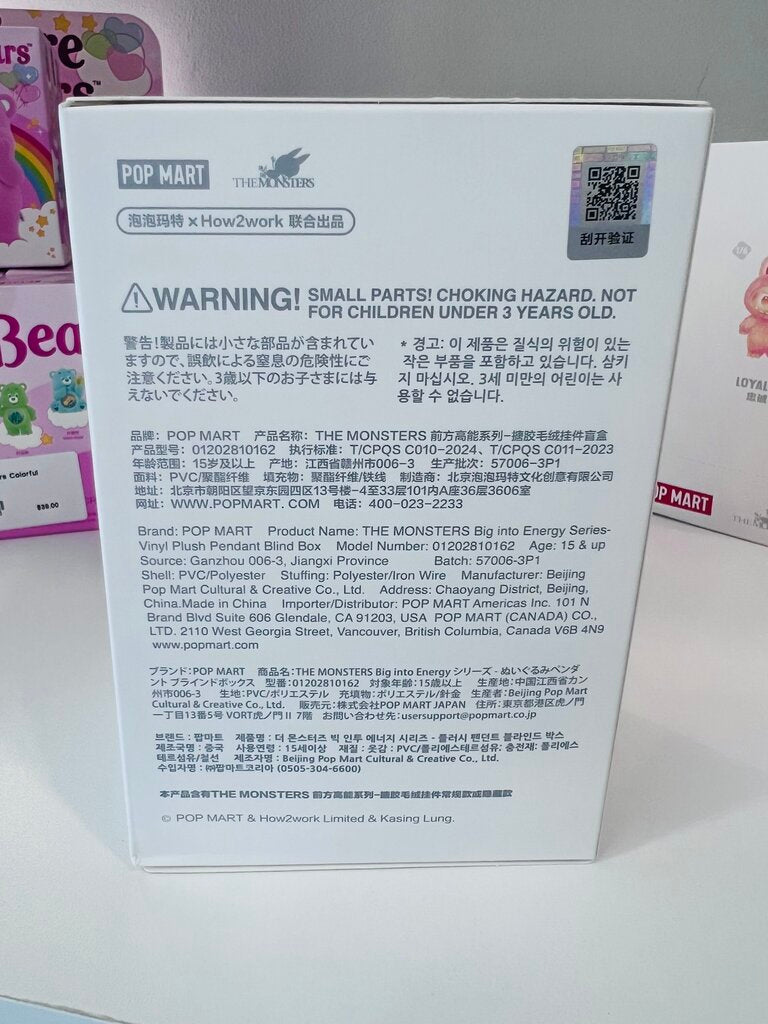 POP MART
THE MONSTERS
泡泡玛特 × How2work 联合出品
刮开验证
WARNING! SMALL PARTS! CHOKING HAZARD. NOT
FOR CHILDREN UNDER 3 YEARS OLD.
警告!製品には小さな部品が含まれてい
ますので、誤飲による窒息の危険性にご
注意ください。3歳以下のお子さまには与
えないでください。
* 경고: 이 제품은 질식의 위험이 있는
작은 부품을 포함하고 있습니다. 삼키
지 마십시오. 3세 미만의 어린이는 사
용할 수 없습니다.
品牌: POP MART 产品名称: THE MONSTERS 前方高能系列-搪胶毛绒挂件盲盒
产品型号: 01202810162 执行标准: T/CPQS C010-2024、T/CPQS C011-2023
年龄范围: 15岁及以上 产地: 江西省赣州市006-3 生产批次: 57006-3P1
面料: PVC/聚酯纤维 填充物: 聚酯纤维/铁线 制造商: 北京泡泡玛特文化创意有限公司
地址: 北京市朝阳区望京东园四区13号楼-4至33层101内A座36层3606室
网址: WWW.POPMART. COM 电话: 400-023-2233
Brand: POP MART Product Name: THE MONSTERS Big into Energy Series-
Vinyl Plush Pendant Blind Box Model Number: 01202810162 Age: 15 & up
Source: Ganzhou 006-3, Jiangxi Province Batch: 57006-3P1
Shell: PVC/Polyester Stuffing: Polyester/Iron Wire Manufacturer: Beijing
Pop Mart Cultural & Creative Co., Ltd. Address: Chaoyang District, Beijing,
China.Made in China Importer/Distributor: POP MART Americas Inc. 101 N
Brand Blvd Suite 606 Glendale, CA 91203, USA POP MART (CANADA) CO.,
LTD. 2110 West Georgia Street, Vancouver, British Columbia, Canada V6B 4N9
www.popmart.com
ブランド:POP MART 商品名:THE MONSTERS Big into Energy シリーズ - ぬいぐるみペンダ
ント ブラインドボックス 型番:01202810162 対象年齢:15歳以上 生産地:中国江西省カン
州市006-3 生地:PVC/ポリエステル 充填物:ポリエステル/針金 生産者:Beijing Pop Mart
Cultural & Creative Co., Ltd. 販売元:株式会社POP MART JAPAN 住所:東京都港区虎ノ門
一丁目13番5号 VORT虎ノ門 II 7階 お問い合わせ先:usersupport@popmart.co.jp
브랜드 : 팝마트 제품명 : 더 몬스터즈 빅 인투 에너지 시리즈 - 플러시 펜던트 블라인드 박스
제조국명 : 중국 사용연령 : 15세이상 재질 : 옷감 : PVC/폴리에스테르섬유; 충전재: 폴리에스
테르섬유/철선 제조자명 : Beijing Pop Mart Cultural & Creative Co., Ltd.
수입자명 : ㈜팝마트코리아 (0505-304-6600)
本产品含有THE MONSTERS 前方高能系列-搪胶毛绒挂件常规款或隐藏款
© POP MART & How2work Limited & Kasing Lung.
Bea
Colorful
$39.00
1/6
LOYAL
忠诚
POP MART